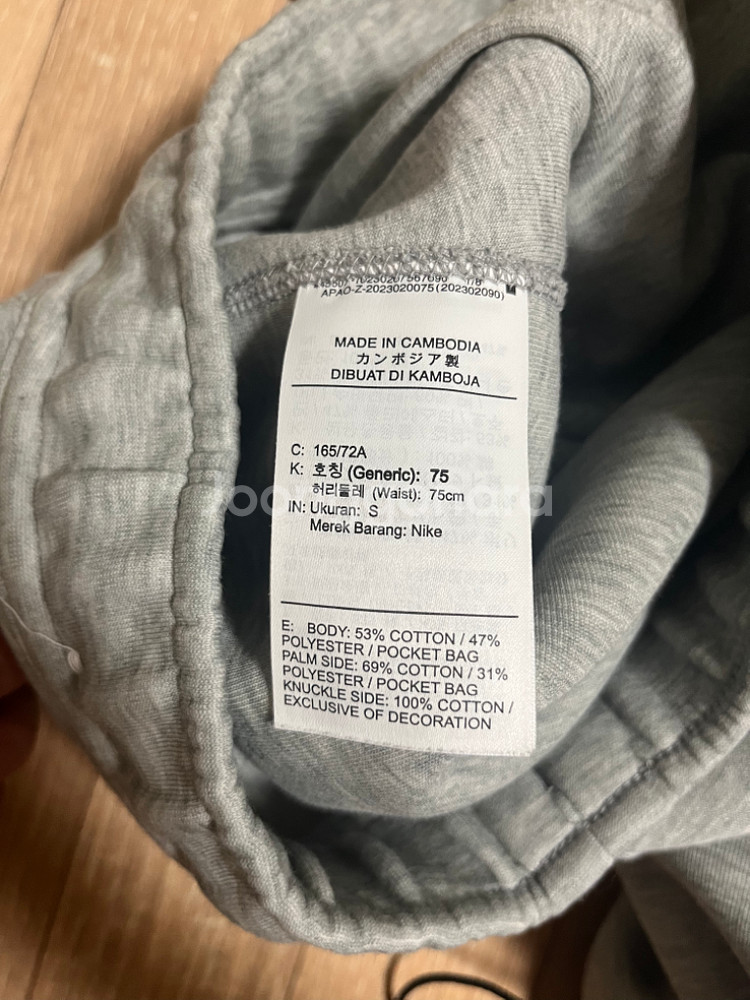 APAO-Z-2023020075(202302090)
MADE IN CAMBODIA
カンボジア製
DIBUAT DI KAMBOJA
C: 165/72A
K: 호칭 (Generic): 75
허리둘레 (Waist): 75cm
IN: Ukuran: S
Merek Barang: Nike
E: BODY: 53% COTTON / 47%
POLYESTER / POCKET BAG
PALM SIDE: 69% COTTON / 31%
POLYESTER / POCKET BAG
KNUCKLE SIDE: 100% COTTON /
EXCLUSIVE OF DECORATION